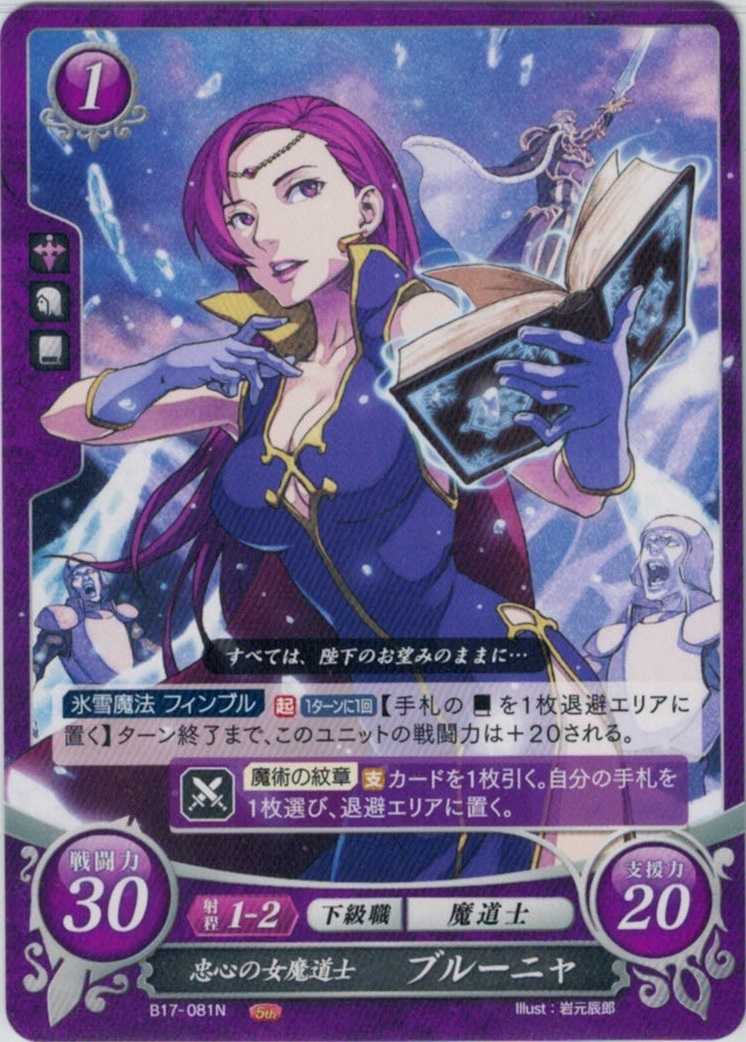 1
すべては、陛下のお望みのままに…
氷雪魔法 フィンブル 起 1ターンに1回【手札の を1枚退避エリアに
置く】ターン終了まで、このユニットの戦闘力は＋20される。
魔術の紋章 支 カードを1枚引く。自分の手札を
1枚選び、退避エリアに置く。
戦闘力
30
射程 1-2 下級職 魔道士
支援力
20
忠心の女魔道士 ブルーニャ
B17-081N 5th Illust：岩元辰郎